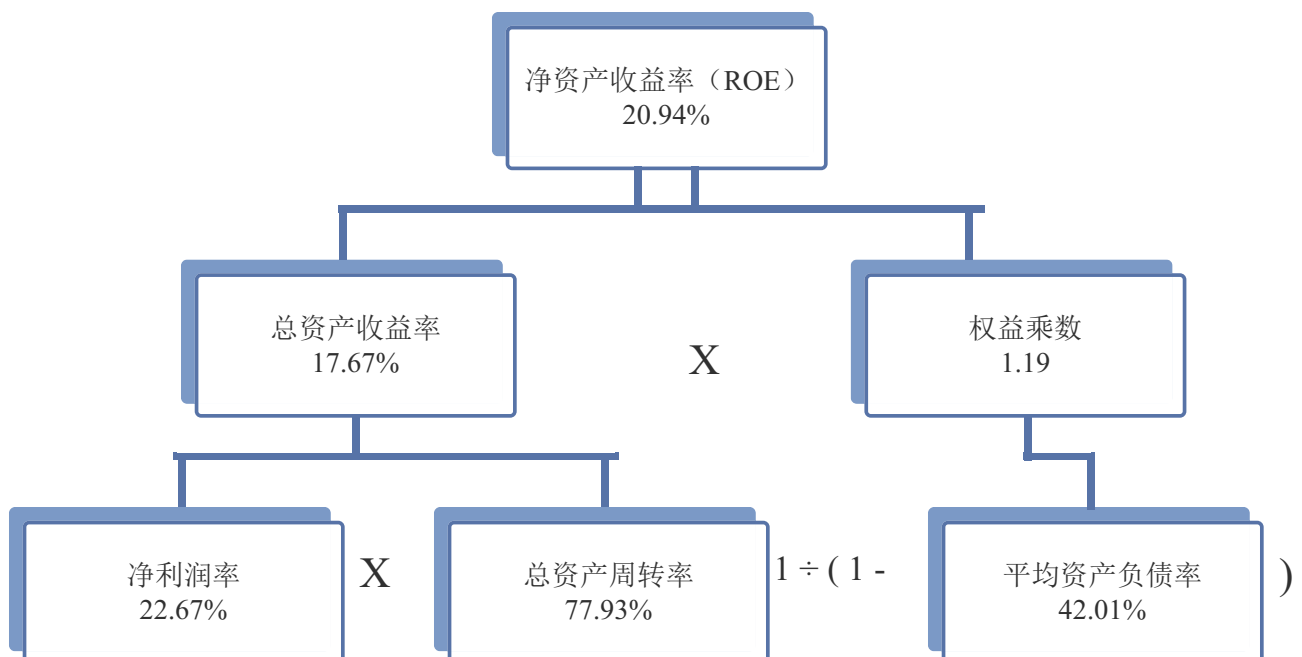 净资产收益率（ROE）
20.94%
总资产收益率
17.67%
X
权益乘数
1.19
净利润率
22.67%
X
总资产周转率
77.93%
1 ÷ ( 1 -
平均资产负债率
42.01%
)